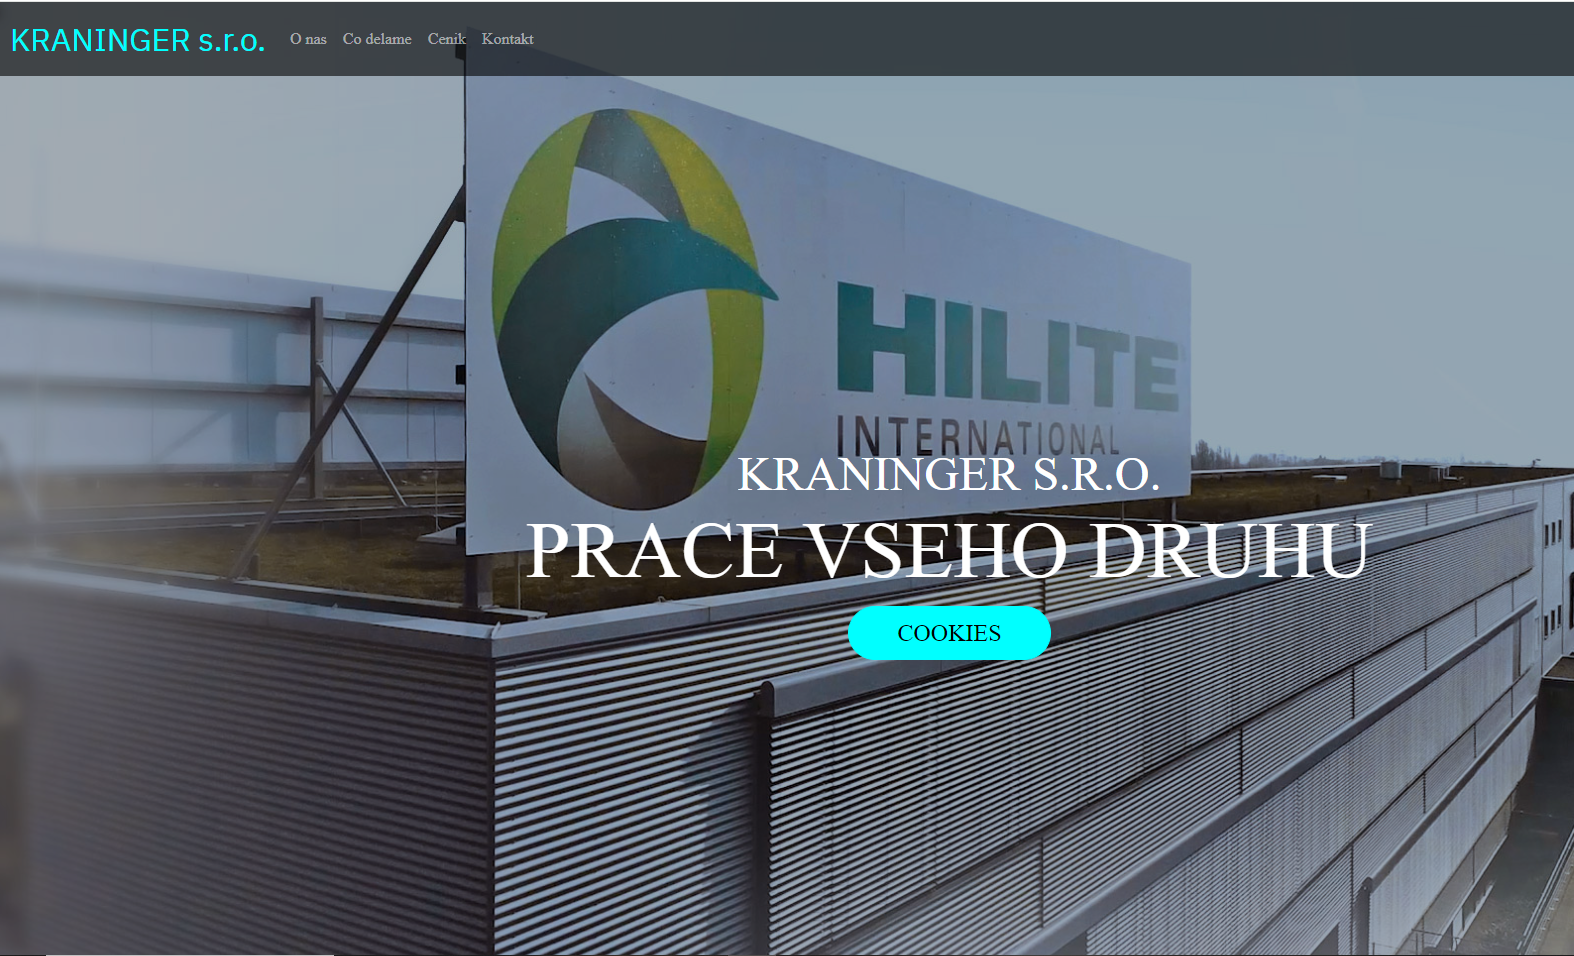 KRANINGER s.r.o.
O nas Co delame Cenik Kontakt
HILITE
INTERNATIONAL
KRANINGER S.R.O.
PRACE VSEHO DRUHU
COOKIES